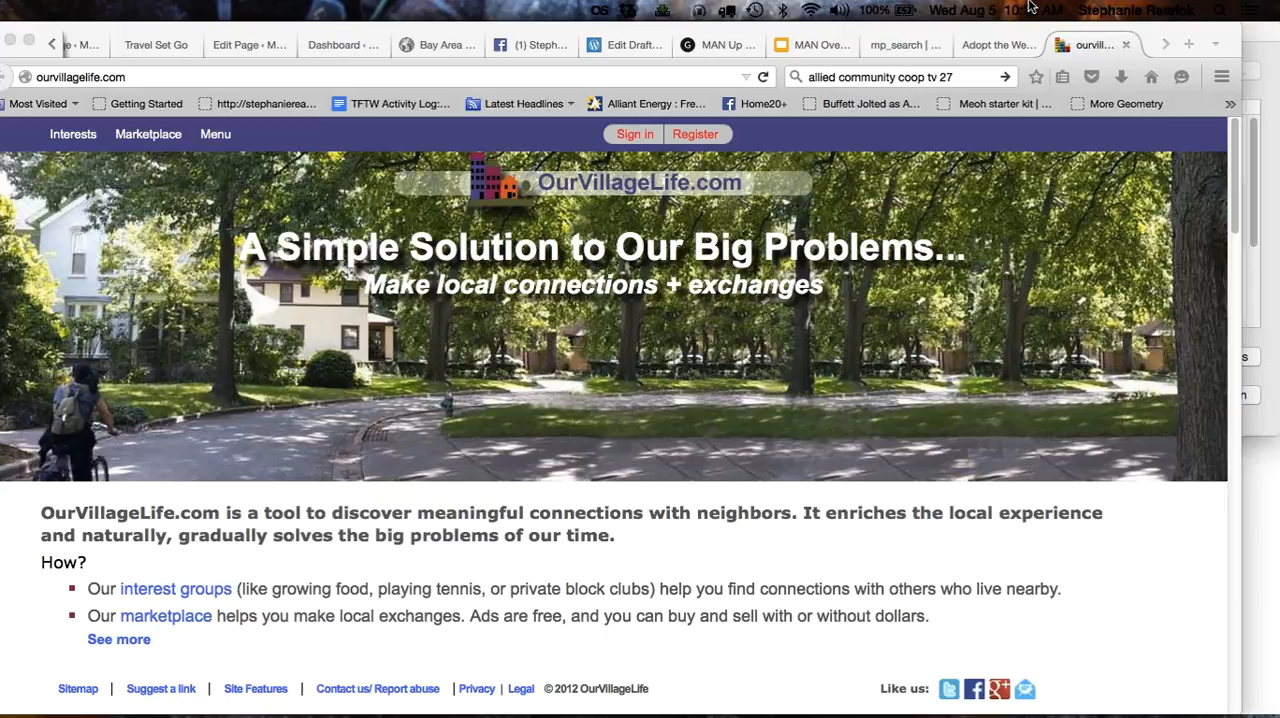 100% Wed Aug 5 Stephanie Rearick
ge ‹ M... Travel Set Go Edit Page ‹ M... Dashboard ‹ ... Bay Area ... (1) Steph... Edit Draft... MAN Up ... MAN Ove... mp_search | ... Adopt the We... ourvill...
ourvillagelife.com allied community coop tv 27
Most Visited Getting Started http://stephanierea... TFTW Activity Log:... Latest Headlines Alliant Energy : Fre... Home20+ Buffett Jolted as A... Meoh starter kit | ... More Geometry
Interests Marketplace Menu Sign in Register
OurVillageLife.com
A Simple Solution to Our Big Problems...
Make local connections + exchanges
OurVillageLife.com is a tool to discover meaningful connections with neighbors. It enriches the local experience
and naturally, gradually solves the big problems of our time.
How?
Our interest groups (like growing food, playing tennis, or private block clubs) help you find connections with others who live nearby.
Our marketplace helps you make local exchanges. Ads are free, and you can buy and sell with or without dollars.
See more
Sitemap | Suggest a link | Site Features | Contact us/ Report abuse | Privacy | Legal © 2012 OurVillageLife Like us: